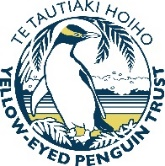 TE TAUTIAKI HOIHO
YELLOW-EYED PENGUIN TRUST